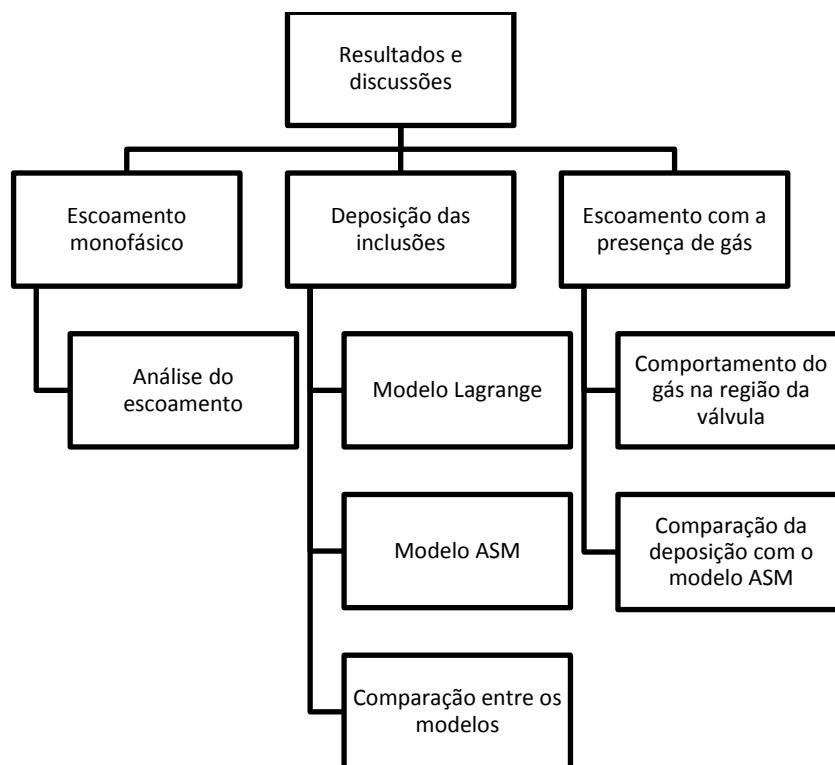 Resultados e
discussões
Escoamento
monofásico
Deposição das
inclusões
Escoamento com a
presença de gás
Análise do
escoamento
Modelo Lagrange
Comportamento do
gás na região da
válvula
Modelo ASM
Comparação da
deposição com o
modelo ASM
Comparação entre os
modelos